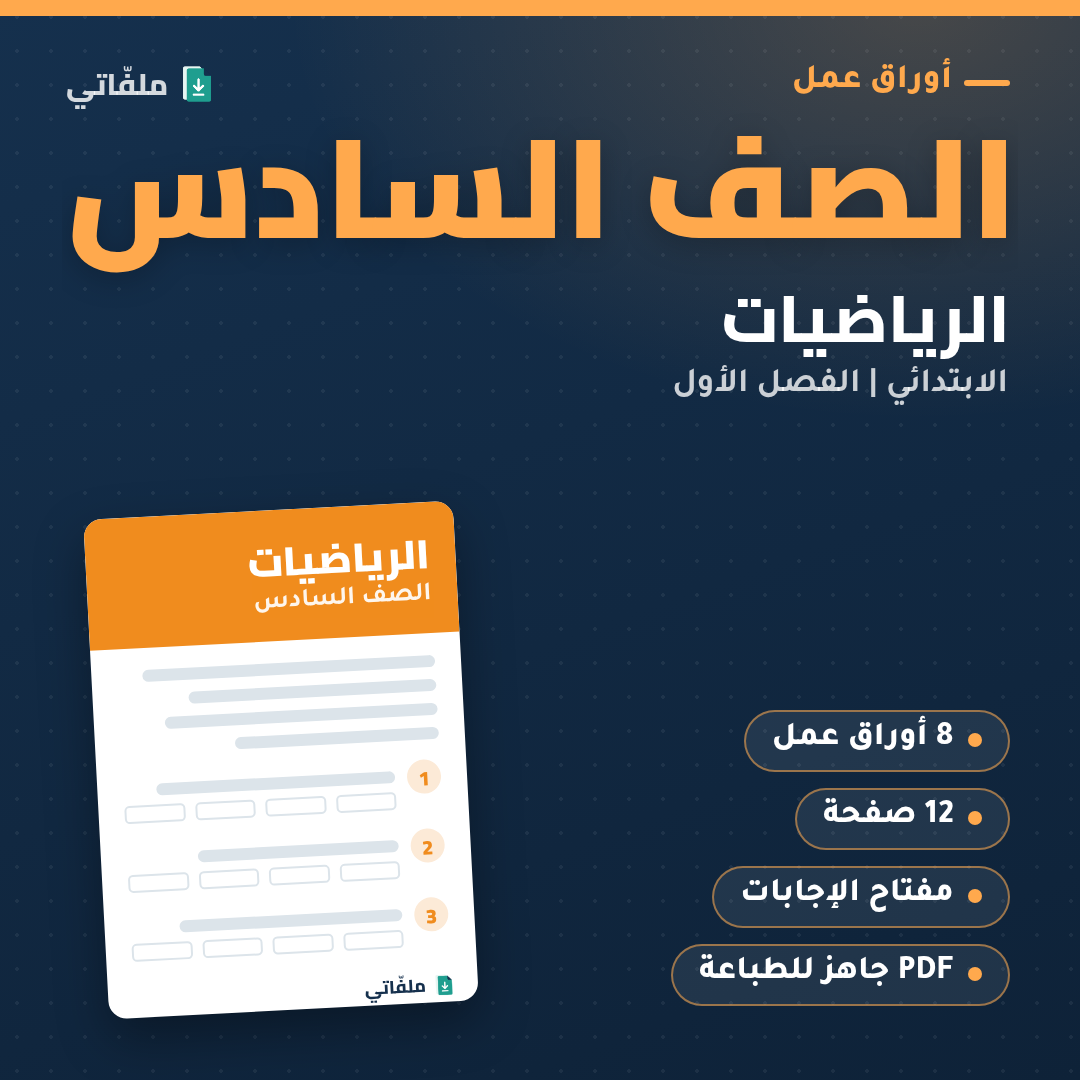 أوراق عمل
ملفّاتي
الصف السادس
الرياضيات
الابتدائي | الفصل الأول
8 أوراق عمل
12 صفحة
مفتاح الإجابات
PDF جاهز للطباعة
الرياضيات
الصف السادس
1
2
3
ملفّاتي